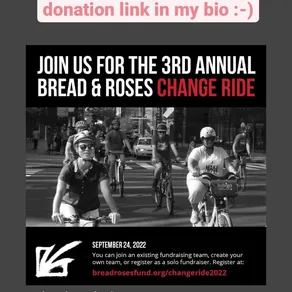 donation link in my bio :-)
JOIN US FOR THE 3RD ANNUAL
BREAD & ROSES CHANGE RIDE
SEPTEMBER 24, 2022
You can join an existing fundraising team, create your
own team, or register as a solo fundraiser. Register at:
breadrosesfund.org/changeride2022